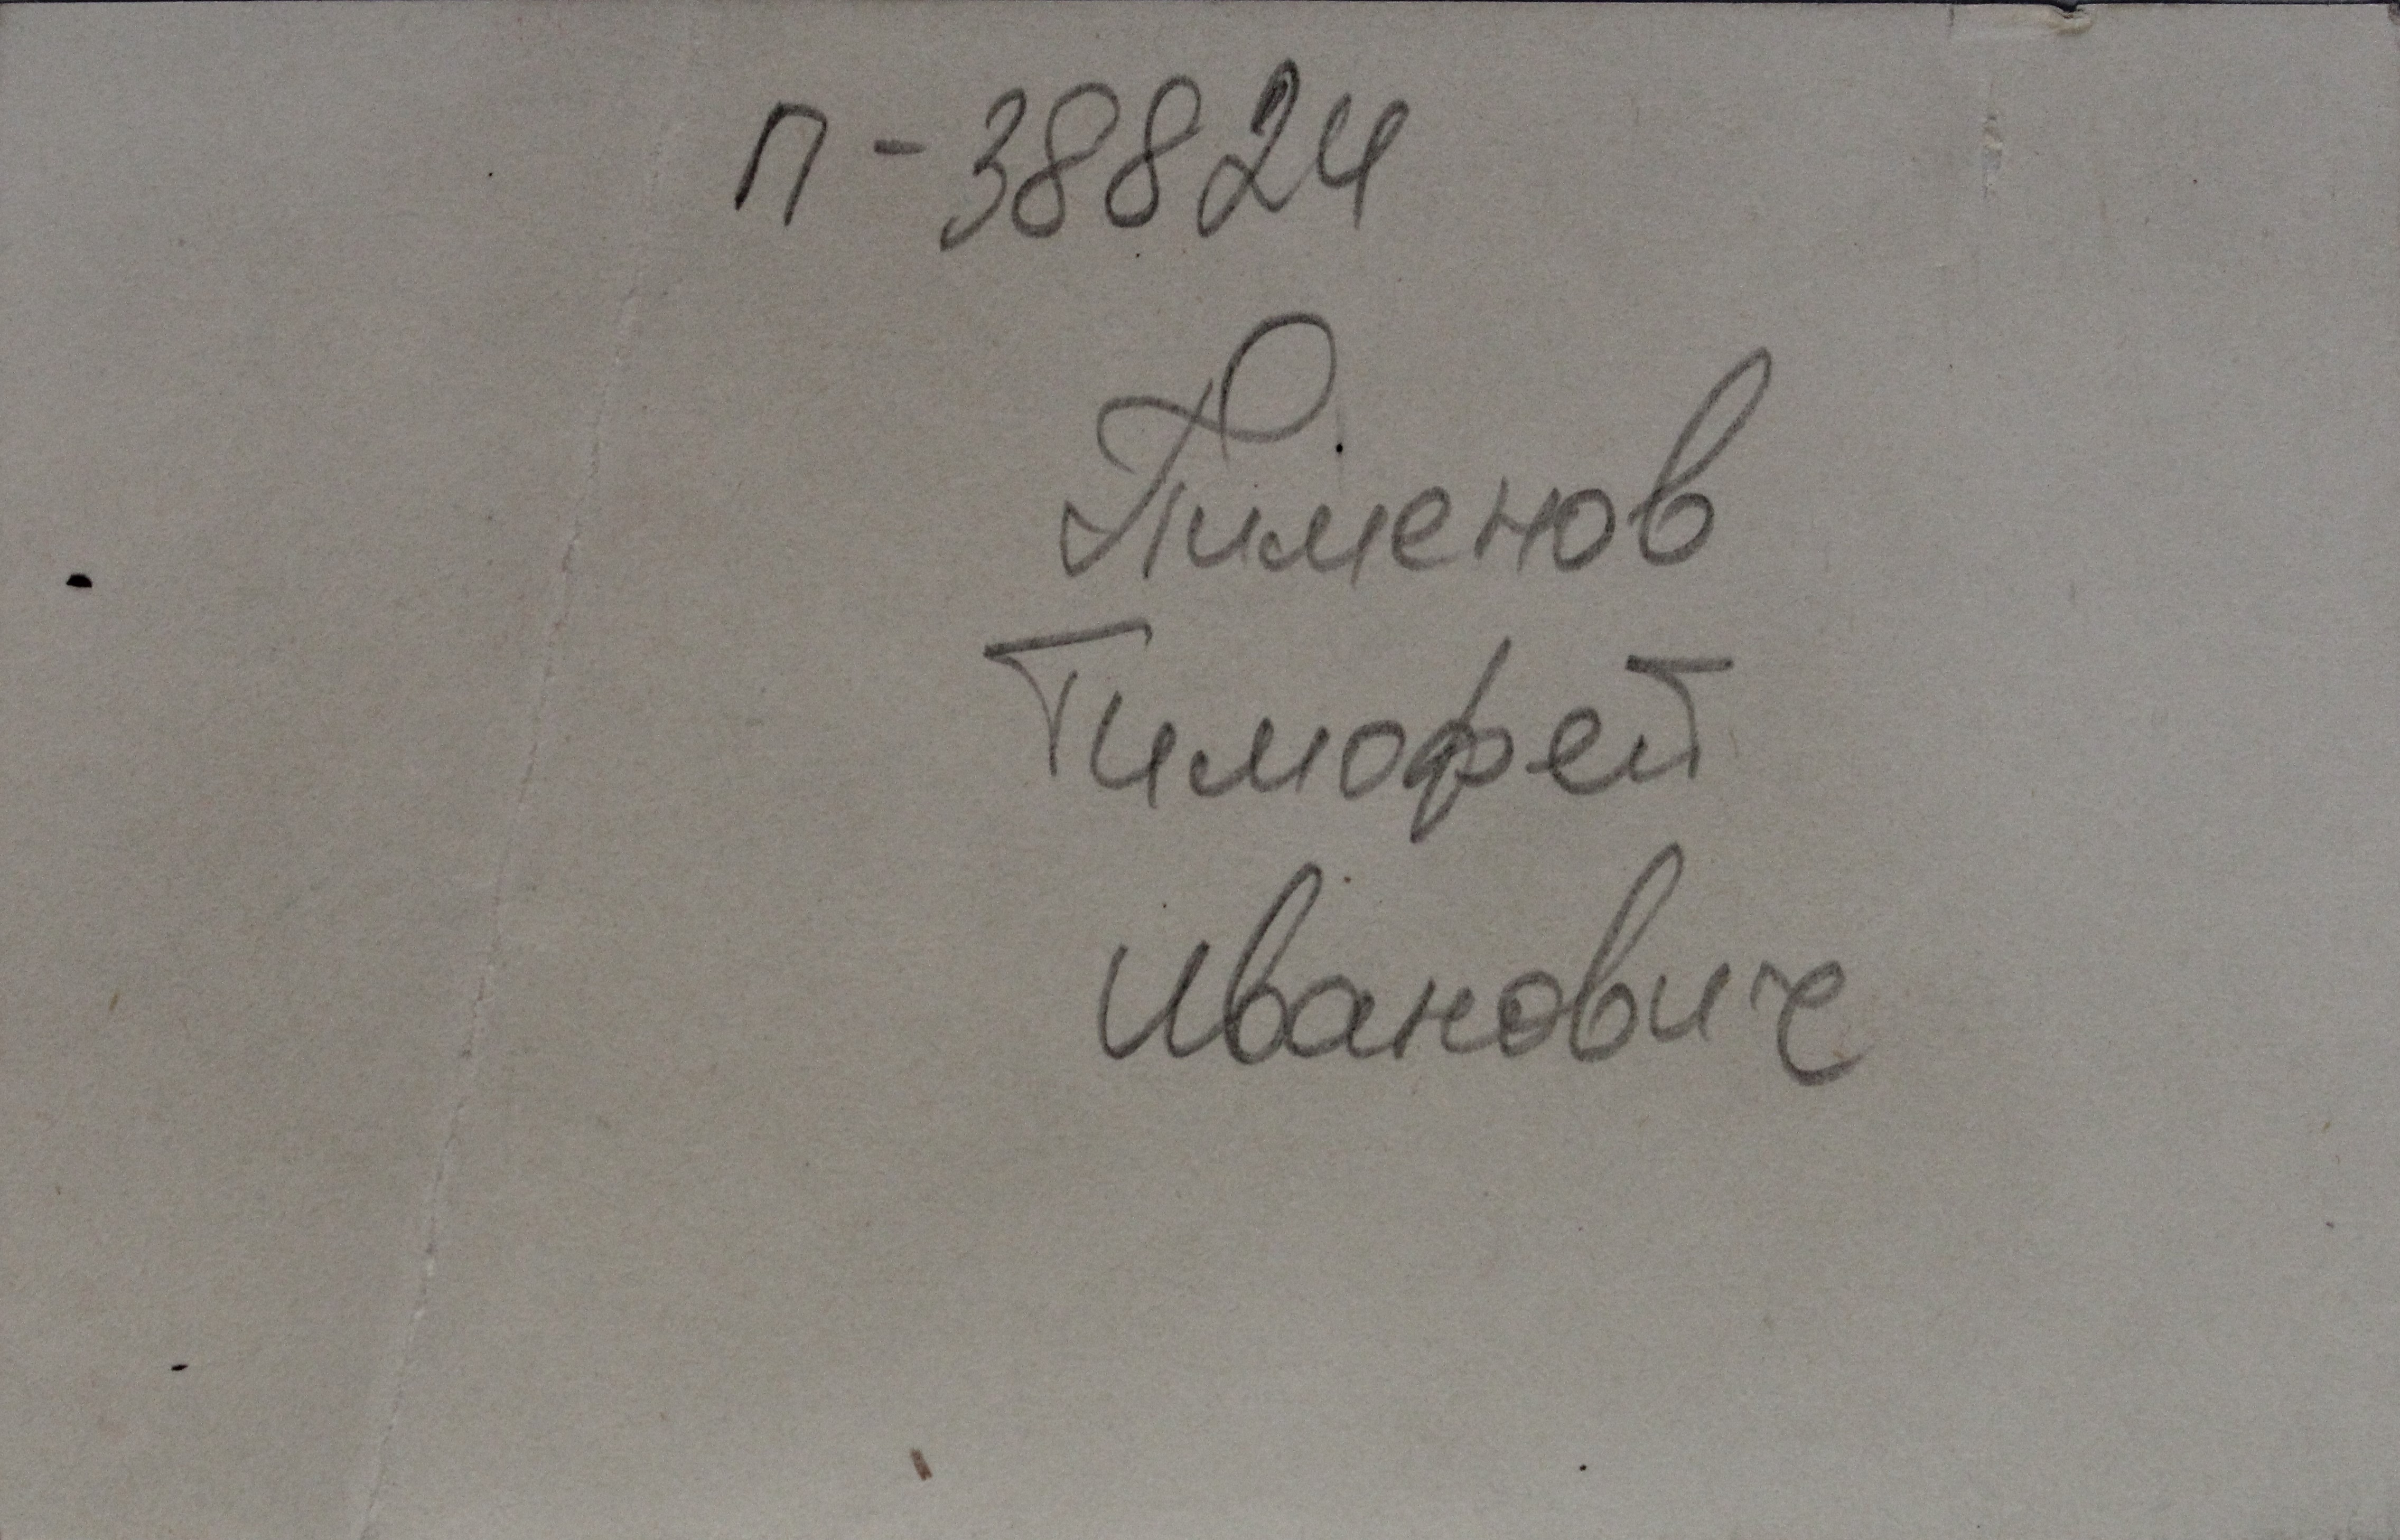 П-38824
Пименов
Тимофей
Иванович